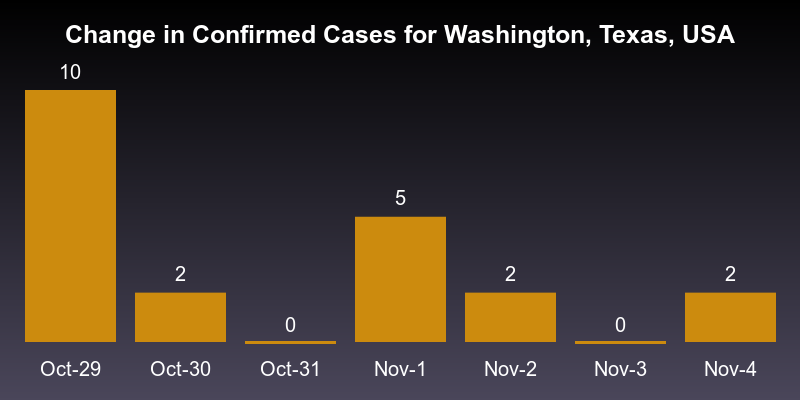 Change in Confirmed Cases for Washington, Texas, USA
10
2
0
5
2
0
2
Oct-29
Oct-30
Oct-31
Nov-1
Nov-2
Nov-3
Nov-4